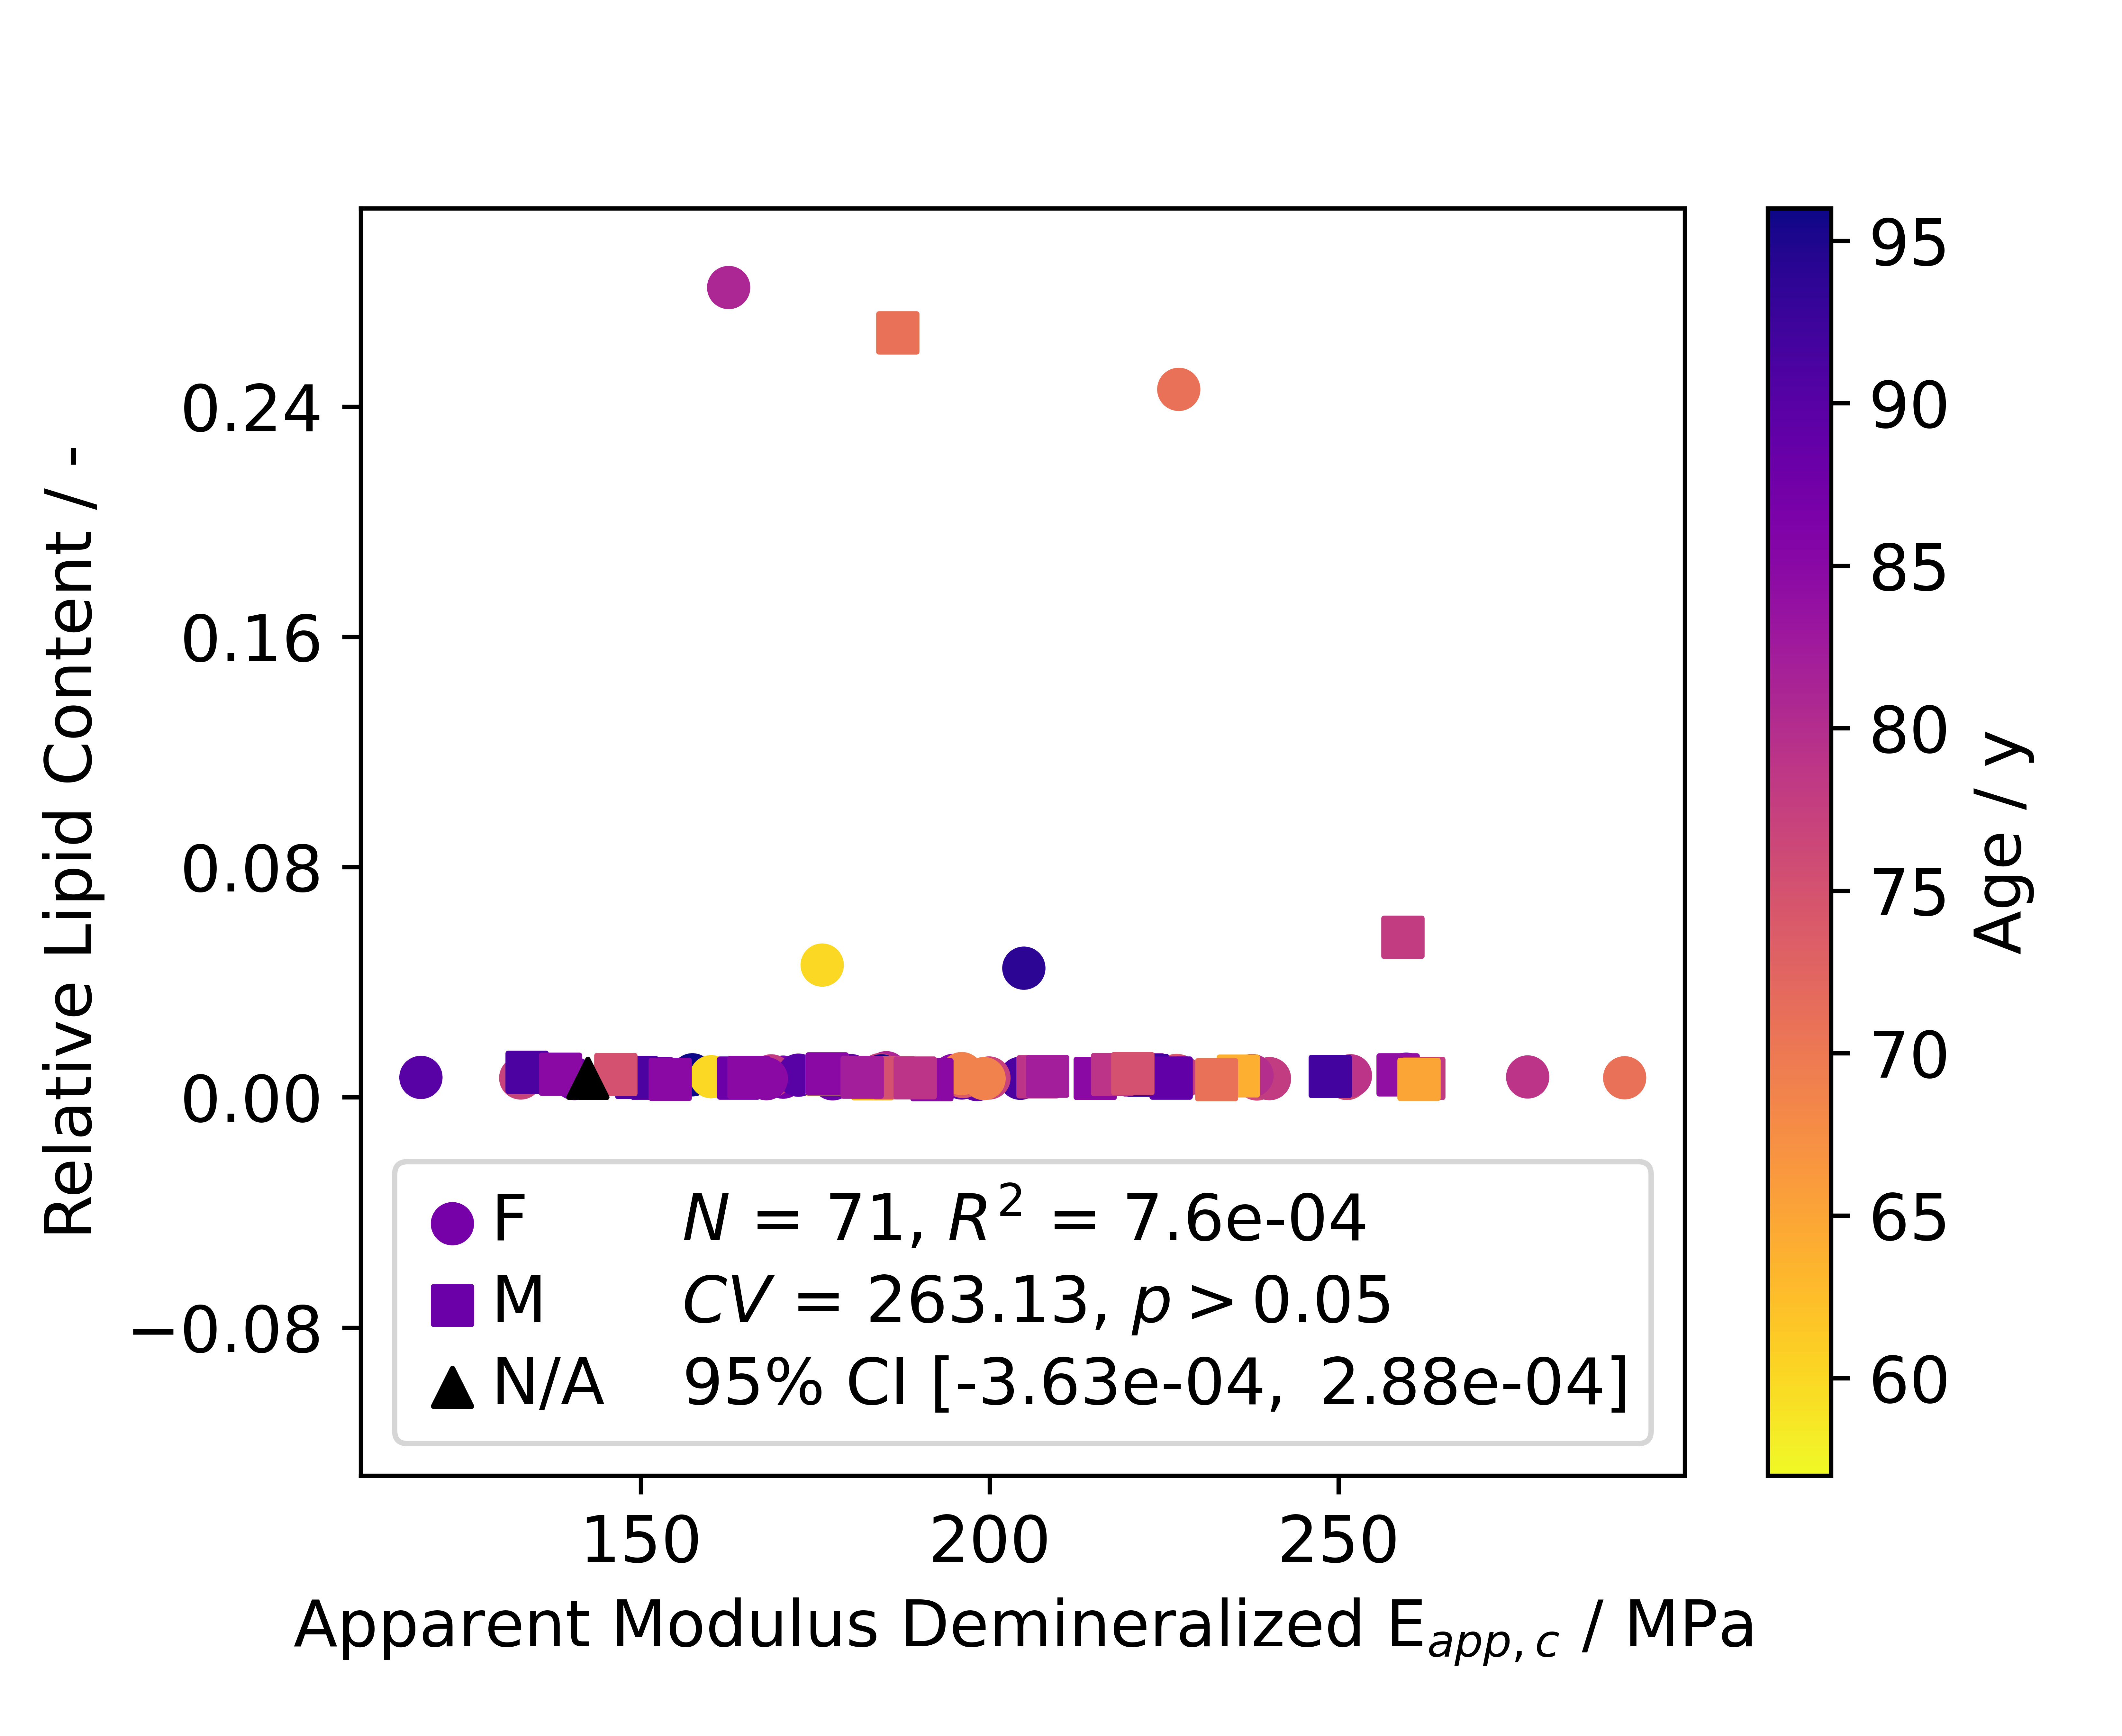 0.24
0.16
0.08
0.00
−0.08
Relative Lipid Content / -
F N = 71, R² = 7.6e-04
M CV = 263.13, p > 0.05
N/A 95% CI [-3.63e-04, 2.88e-04]
150 200 250
Apparent Modulus Demineralized E_app,c / MPa
95
90
85
80
75
70
65
60
Age / y